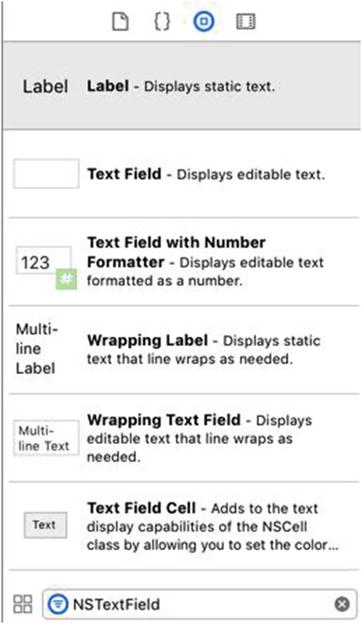 Label
Label - Displays static text.
Text Field - Displays editable text.
123
#
Text Field with Number
Formatter - Displays editable text
formatted as a number.
Multi-
line
Label
Wrapping Label - Displays static
text that line wraps as needed.
Multi-
line Text
Wrapping Text Field - Displays
editable text that line wraps as
needed.
Text
Text Field Cell - Adds to the text
display capabilities of the NSCell
class by allowing you to set the color...
NSTextField